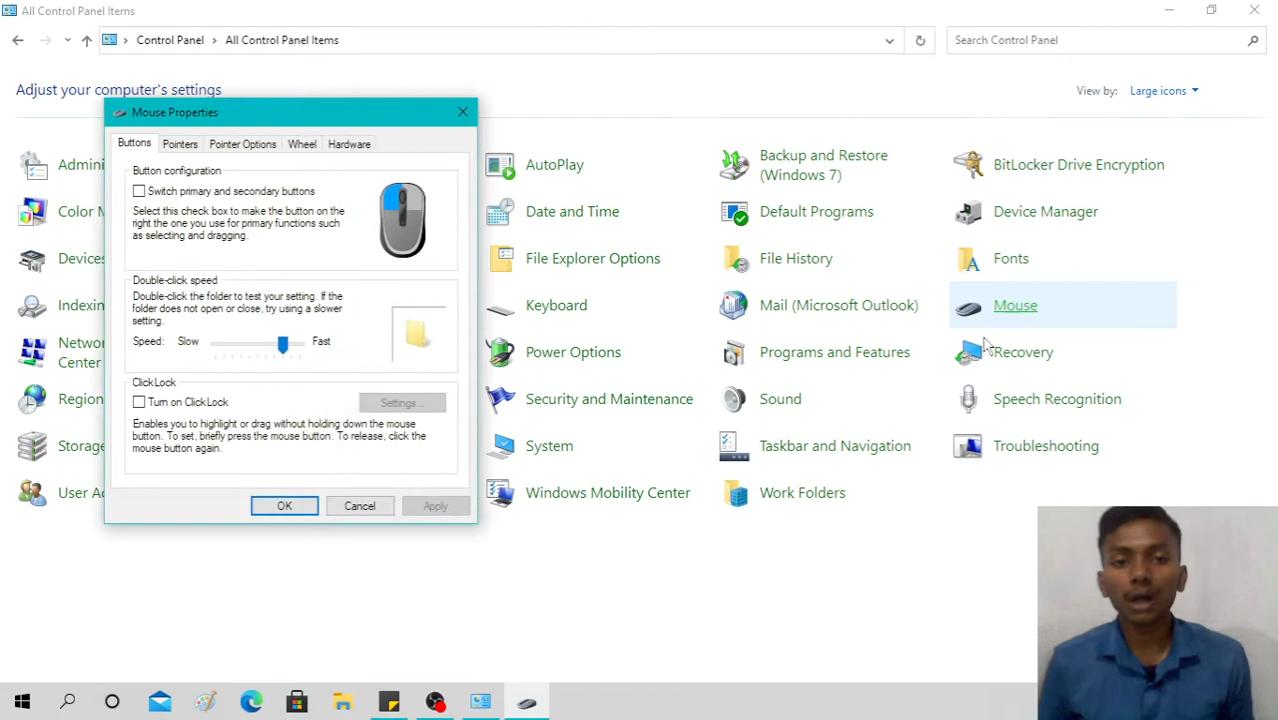 All Control Panel Items
Control Panel
All Control Panel Items
Search Control Panel
Adjust your computer's settings
View by:
Large icons
Mouse Properties
Buttons
Pointers
Pointer Options
Wheel
Hardware
Button configuration
Switch primary and secondary buttons
Select this check box to make the button on the
right the one you use for primary functions such
as selecting and dragging.
Double-click speed
Double-click the folder to test your setting. If the
folder does not open or close, try using a slower
setting.
Speed:
Slow
Fast
ClickLock
Turn on ClickLock
Settings...
Enables you to highlight or drag without holding down the mouse
button. To set, briefly press the mouse button. To release, click the
mouse button again.
OK
Cancel
Apply
Admini
Color M
Devices
Indexin
Networ
Center
Region
Storage
User Ac
AutoPlay
Date and Time
File Explorer Options
Keyboard
Power Options
Security and Maintenance
System
Windows Mobility Center
Backup and Restore
(Windows 7)
Default Programs
File History
Mail (Microsoft Outlook)
Programs and Features
Sound
Taskbar and Navigation
Work Folders
BitLocker Drive Encryption
Device Manager
Fonts
Mouse
Recovery
Speech Recognition
Troubleshooting